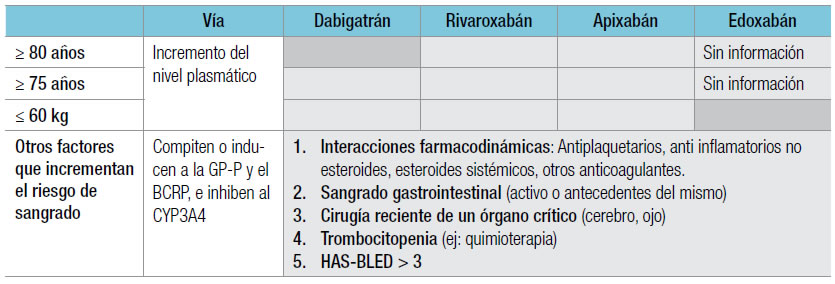 Vía Dabigatrán Rivaroxabán Apixabán Edoxabán
≥ 80 años Incremento del Sin información
≥ 75 años nivel plasmático Sin información
≤ 60 kg
Otros factores
que incrementan
el riesgo de
sangrado
Compiten o indu-
cen a la GP-P y el
BCRP, e inhiben al
CYP3A4
1. Interacciones farmacodinámicas: Antiplaquetarios, anti inflamatorios no
esteroides, esteroides sistémicos, otros anticoagulantes.
2. Sangrado gastrointestinal (activo o antecedentes del mismo)
3. Cirugía reciente de un órgano crítico (cerebro, ojo)
4. Trombocitopenia (ej: quimioterapia)
5. HAS-BLED > 3